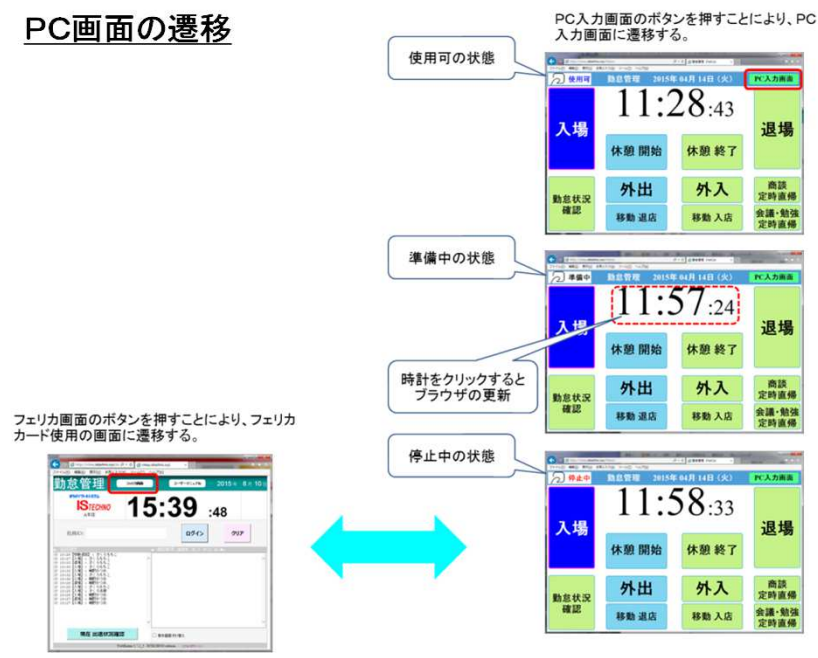 PC画面の遷移
PC入力画面のボタンを押すことにより、PC
入力画面に遷移する。
使用可の状態
使用可 勤怠管理 2015年 04月 14日（火） PC入力画面
11:28:43
入場
退場
休憩 開始
休憩 終了
勤怠状況
確認
外出
外入
商談
定時直帰
移動 退店
移動 入店
会議・勉強
定時直帰
準備中の状態
準備中 勤怠管理 2015年 04月 14日（火） PC入力画面
11:57:24
入場
退場
休憩 開始
休憩 終了
時計をクリックすると
ブラウザの更新
勤怠状況
確認
外出
外入
商談
定時直帰
移動 退店
移動 入店
会議・勉強
定時直帰
フェリカ画面のボタンを押すことにより、フェリカ
カード使用の画面に遷移する。
停止中の状態
停止中 勤怠管理 2015年 04月 14日（火） PC入力画面
11:58:33
入場
退場
休憩 開始
休憩 終了
勤怠状況
確認
外出
外入
商談
定時直帰
移動 退店
移動 入店
会議・勉強
定時直帰
勤怠管理 2015年 8月 10
ISTECHNO
15:39 :48
ログイン
クリア
現在 出退状況確認